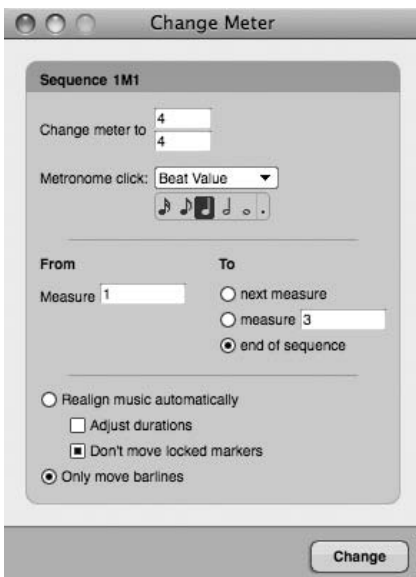 Change Meter
Sequence 1M1
Change meter to 4
4
Metronome click: Beat Value
From To
Measure 1 next measure
measure 3
end of sequence
Realign music automatically
Adjust durations
Don't move locked markers
Only move barlines
Change